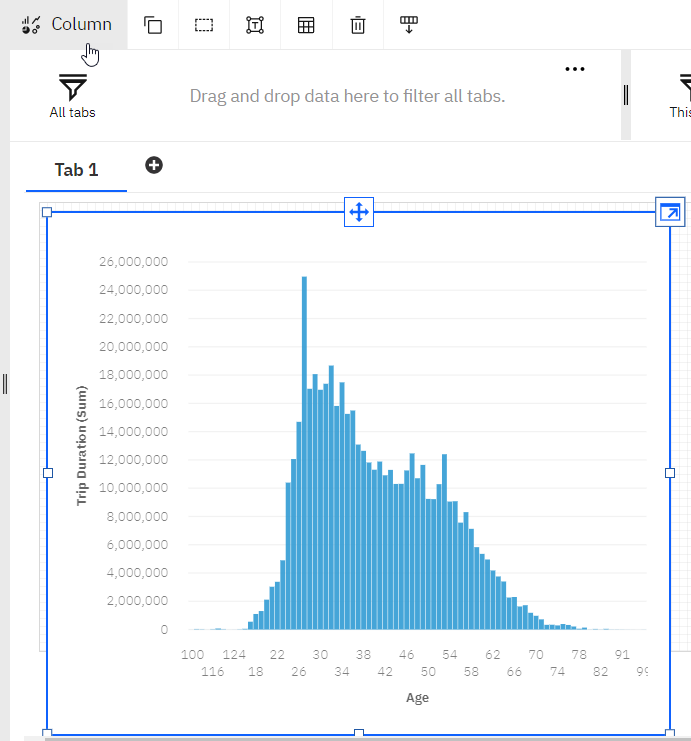 Column
Drag and drop data here to filter all tabs.
All tabs
Tab 1
26,000,000
24,000,000
22,000,000
20,000,000
18,000,000
16,000,000
14,000,000
12,000,000
10,000,000
8,000,000
6,000,000
4,000,000
2,000,000
0
Trip Duration (Sum)
100 124 22 30 38 46 54 62 70 78 91
116 18 26 34 42 50 58 66 74 82 99
Age